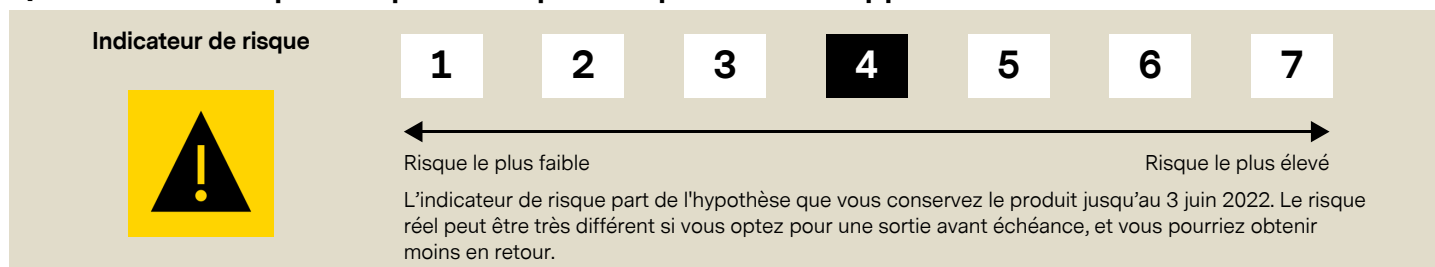 Indicateur de risque
1 2 3 4 5 6 7
Risque le plus faible Risque le plus élevé
L’indicateur de risque part de l'hypothèse que vous conservez le produit jusqu’au 3 juin 2022. Le risque
réel peut être très différent si vous optez pour une sortie avant échéance, et vous pourriez obtenir
moins en retour.